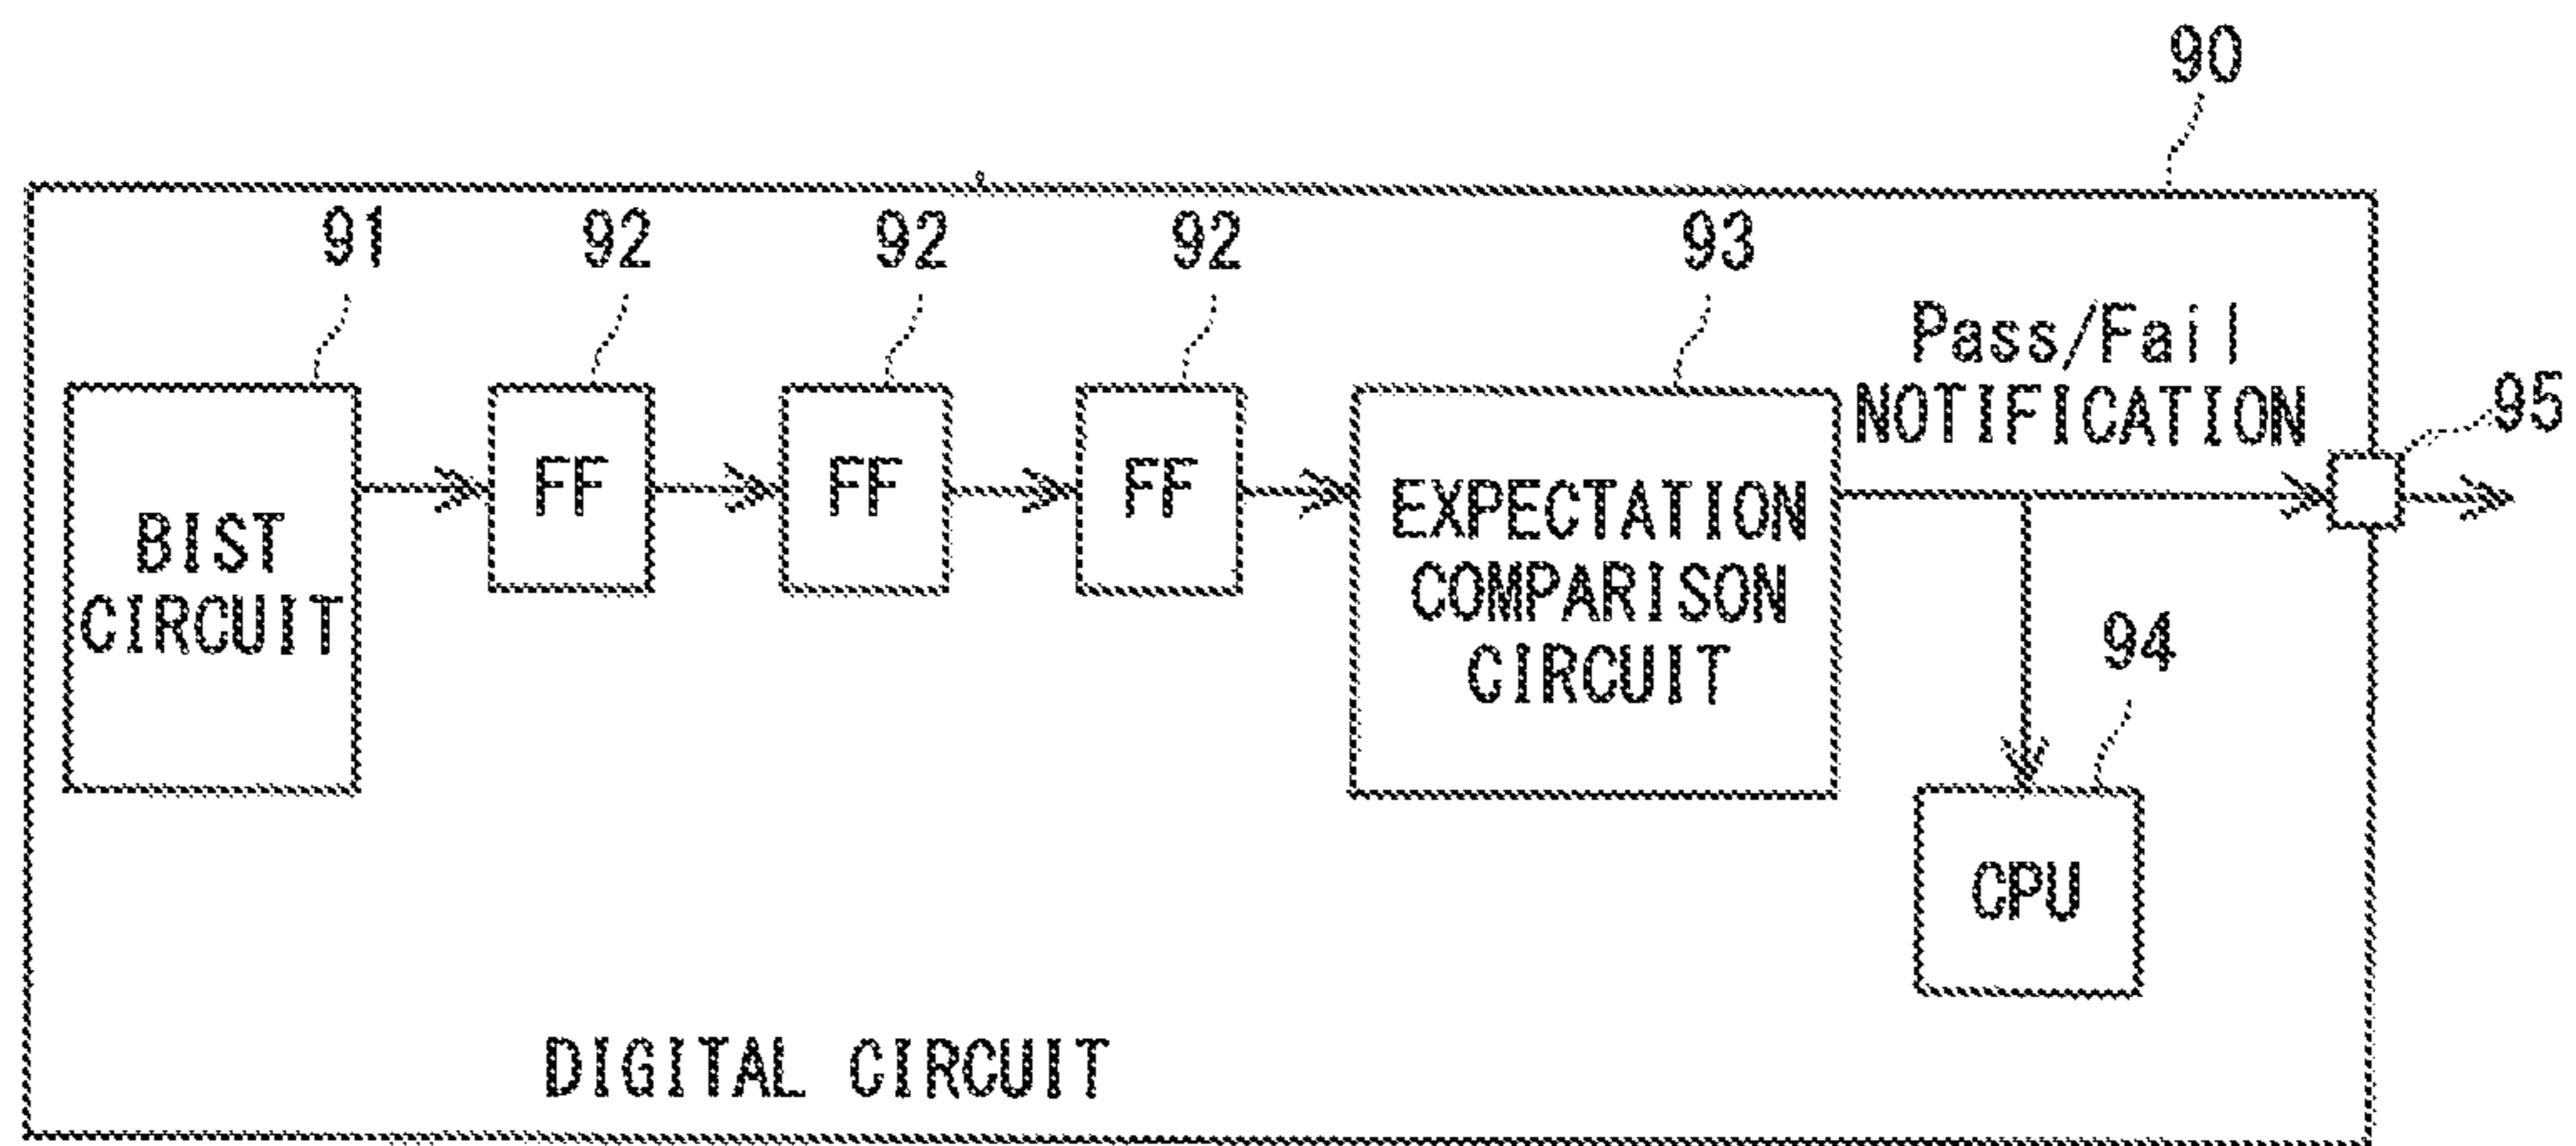 90
91
92
92
92
93
Pass/Fail
NOTIFICATION
95
BIST
CIRCUIT
FF
FF
FF
EXPECTATION
COMPARISON
CIRCUIT
94
CPU
DIGITAL CIRCUIT